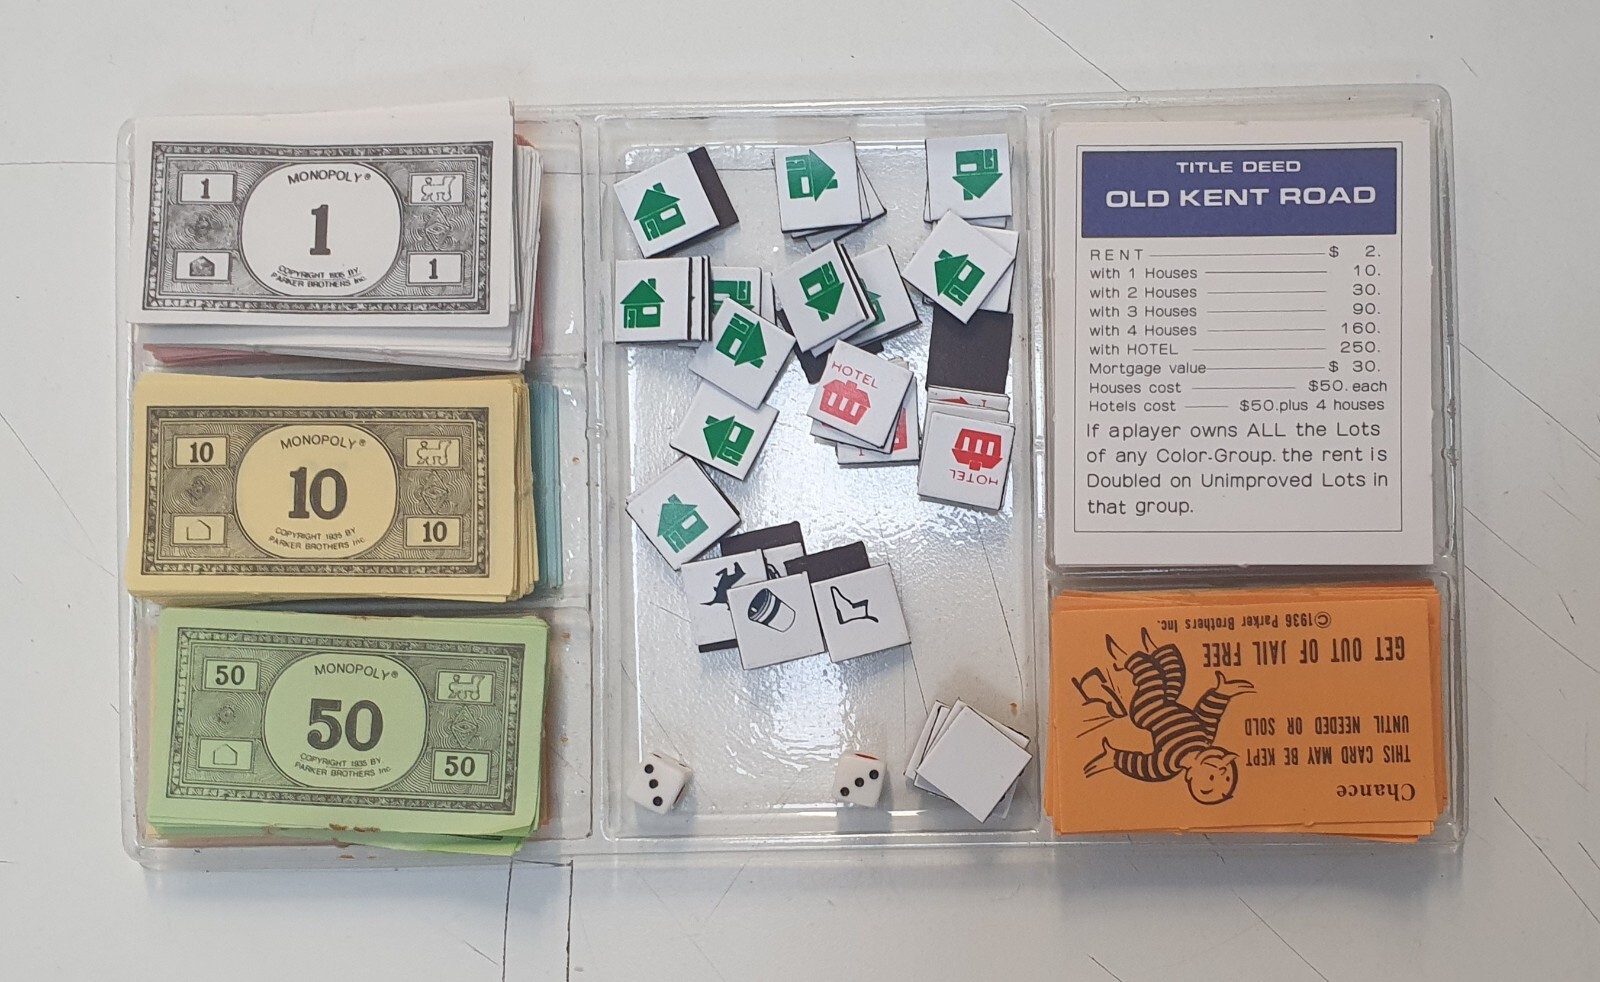 1
MONOPOLY®
1
COPYRIGHT 1935 BY
PARKER BROTHERS Inc.
1
10
MONOPOLY®
10
COPYRIGHT 1935 BY
PARKER BROTHERS Inc.
10
50
MONOPOLY®
50
COPYRIGHT 1935 BY
PARKER BROTHERS Inc.
50
HOTEL
HOTEL
TITLE DEED
OLD KENT ROAD
RENT $ 2.
with 1 Houses 10.
with 2 Houses 30.
with 3 Houses 90.
with 4 Houses 160.
with HOTEL 250.
Mortgage value $ 30.
Houses cost $50. each
Hotels cost $50.plus 4 houses
If aplayer owns ALL the Lots
of any Color-Group. the rent is
Doubled on Unimproved Lots in
that group.
Chance
THIS CARD MAY BE KEPT
UNTIL NEEDED OR SOLD
GET OUT OF JAIL FREE
©1936 Parker Brothers Inc.